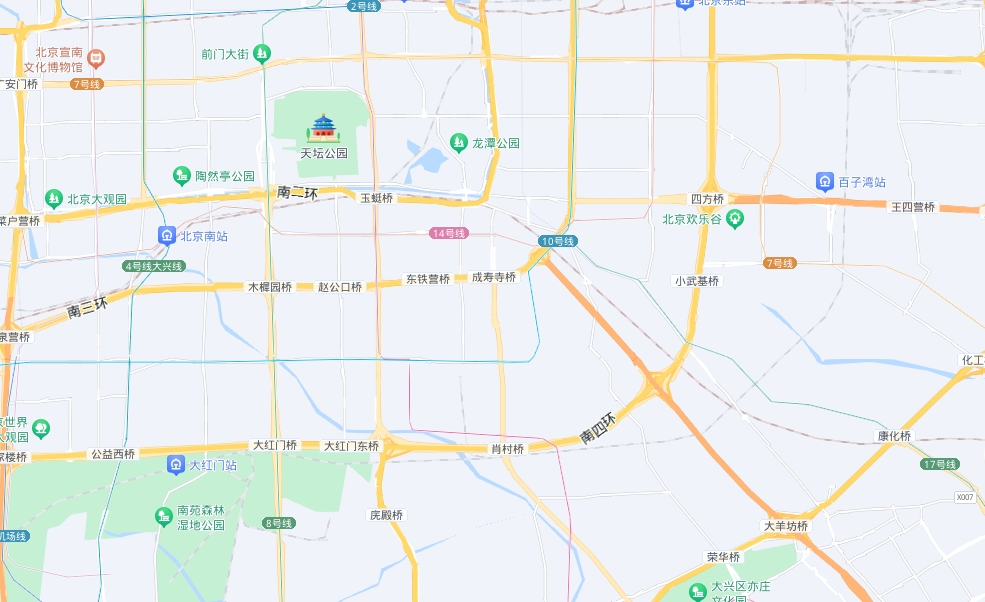 2号线
北京东站
北京宣南
文化博物馆
前门大街
广安门桥
7号线
天坛公园
龙潭公园
陶然亭公园
北京大观园
南二环
玉蜓桥
四方桥
百子湾站
王四营桥
菜户营桥
北京南站
14号线
10号线
北京欢乐谷
4号线大兴线
7号线
东铁营桥
成寿寺桥
小武基桥
木樨园桥
赵公口桥
南三环
泉营桥
化工
京世界
大观园
南四环
康化桥
家楼桥
公益西桥
大红门桥
大红门东桥
肖村桥
大红门站
17号线
X007
南苑森林
湿地公园
8号线
庑殿桥
大羊坊桥
机场线
荣华桥
大兴区亦庄
文化园